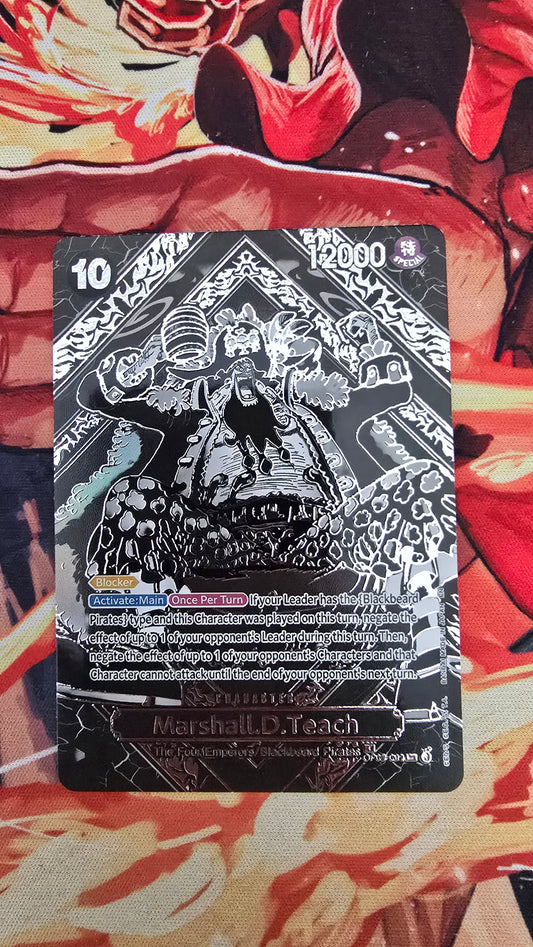 10
12000
特
SPECIAL
Blocker
Activate:Main Once Per Turn If your Leader has the {Blackbeard
Pirates} type and this Character was played on this turn, negate the
effect of up to 1 of your opponent's Leader during this turn. Then,
negate the effect of up to 1 of your opponent's Characters and that
Character cannot attack until the end of your opponent's next turn.
CHARACTER
Marshall.D.Teach
The Four Emperors/Blackbeard Pirates